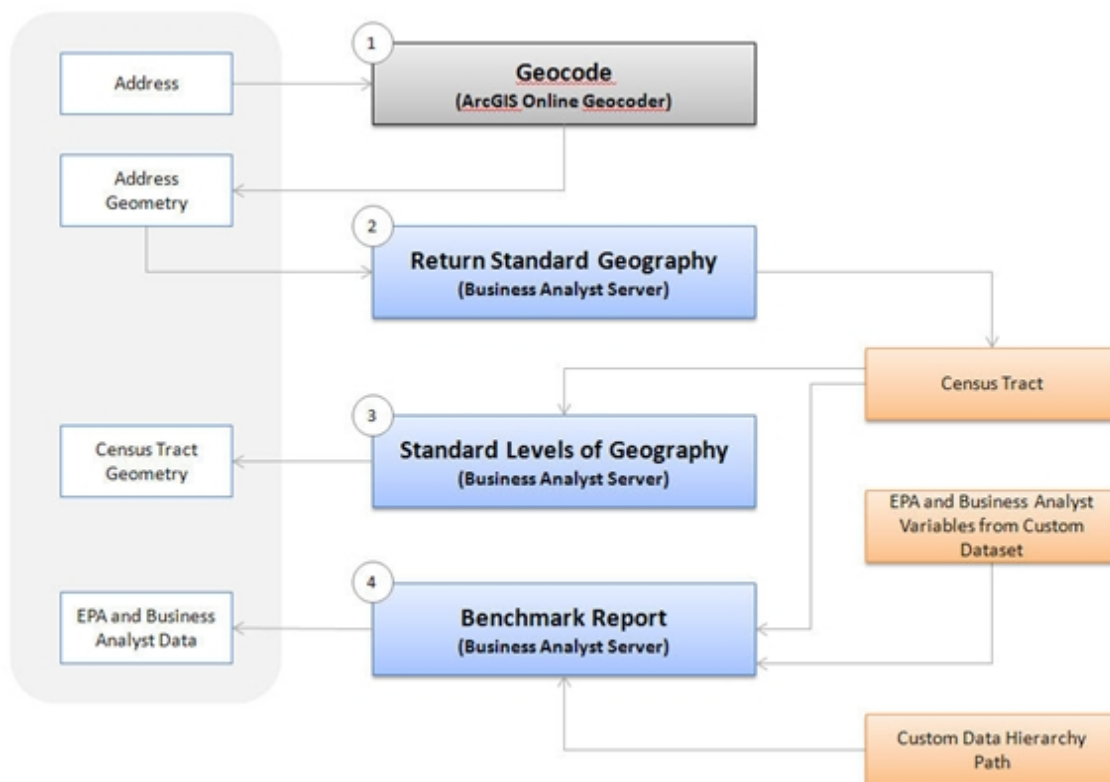 Address
1
Geocode
(ArcGIS Online Geocoder)
Address
Geometry
2
Return Standard Geography
(Business Analyst Server)
Census Tract
3
Standard Levels of Geography
(Business Analyst Server)
Census Tract
Geometry
EPA and Business Analyst
Variables from Custom
Dataset
4
Benchmark Report
(Business Analyst Server)
EPA and Business
Analyst Data
Custom Data Hierarchy
Path